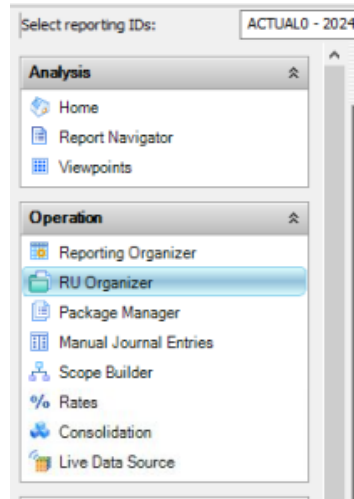 Select reporting IDs: ACTUAL0 - 2024
Analysis
Home
Report Navigator
Viewpoints
Operation
Reporting Organizer
RU Organizer
Package Manager
Manual Journal Entries
Scope Builder
% Rates
Consolidation
Live Data Source